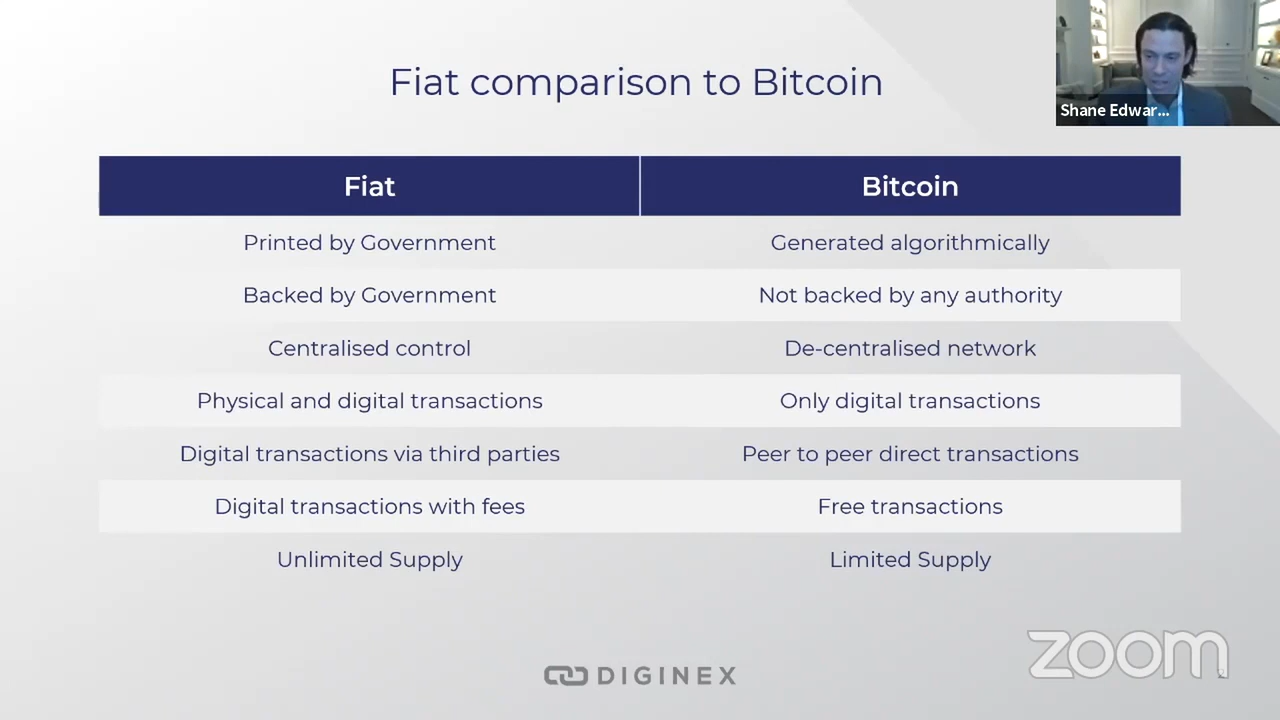 Fiat comparison to Bitcoin
Shane Edwar...
Fiat Bitcoin
Printed by Government Generated algorithmically
Backed by Government Not backed by any authority
Centralised control De-centralised network
Physical and digital transactions Only digital transactions
Digital transactions via third parties Peer to peer direct transactions
Digital transactions with fees Free transactions
Unlimited Supply Limited Supply
DIGINEX
zoom
2